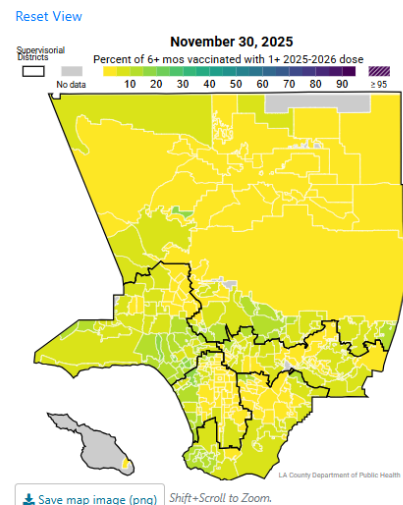 Reset View
November 30, 2025
Supervisorial
Districts
Percent of 6+ mos vaccinated with 1+ 2025-2026 dose
No data
10 20 30 40 50 60 70 80 90 ≥ 95
LA County Department of Public Health
Save map image (png) Shift+Scroll to Zoom.